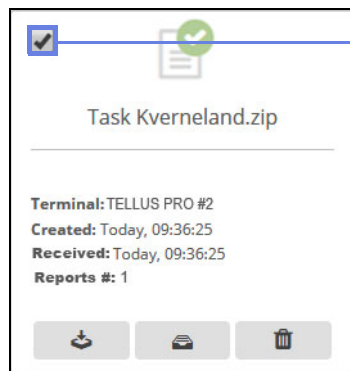 Task Kverneland.zip
Terminal: TELLUS PRO #2
Created: Today, 09:36:25
Received: Today, 09:36:25
Reports #: 1